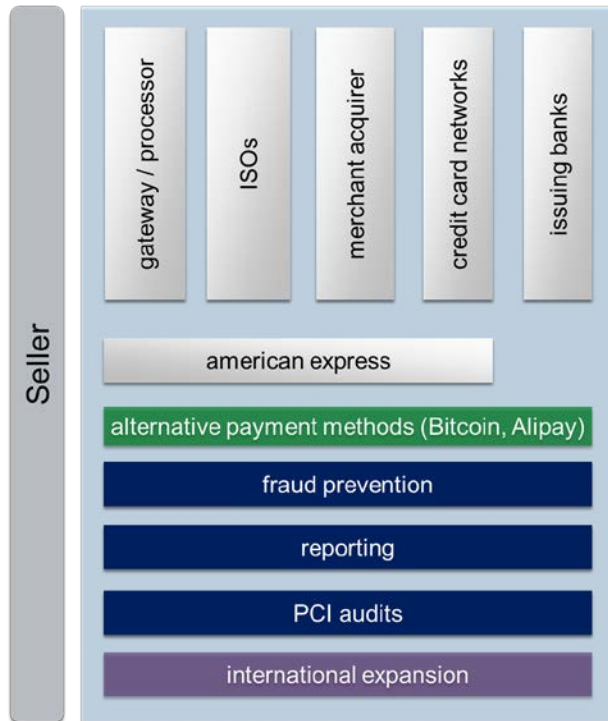 Seller
gateway / processor
ISOs
merchant acquirer
credit card networks
issuing banks
american express
alternative payment methods (Bitcoin, Alipay)
fraud prevention
reporting
PCI audits
international expansion